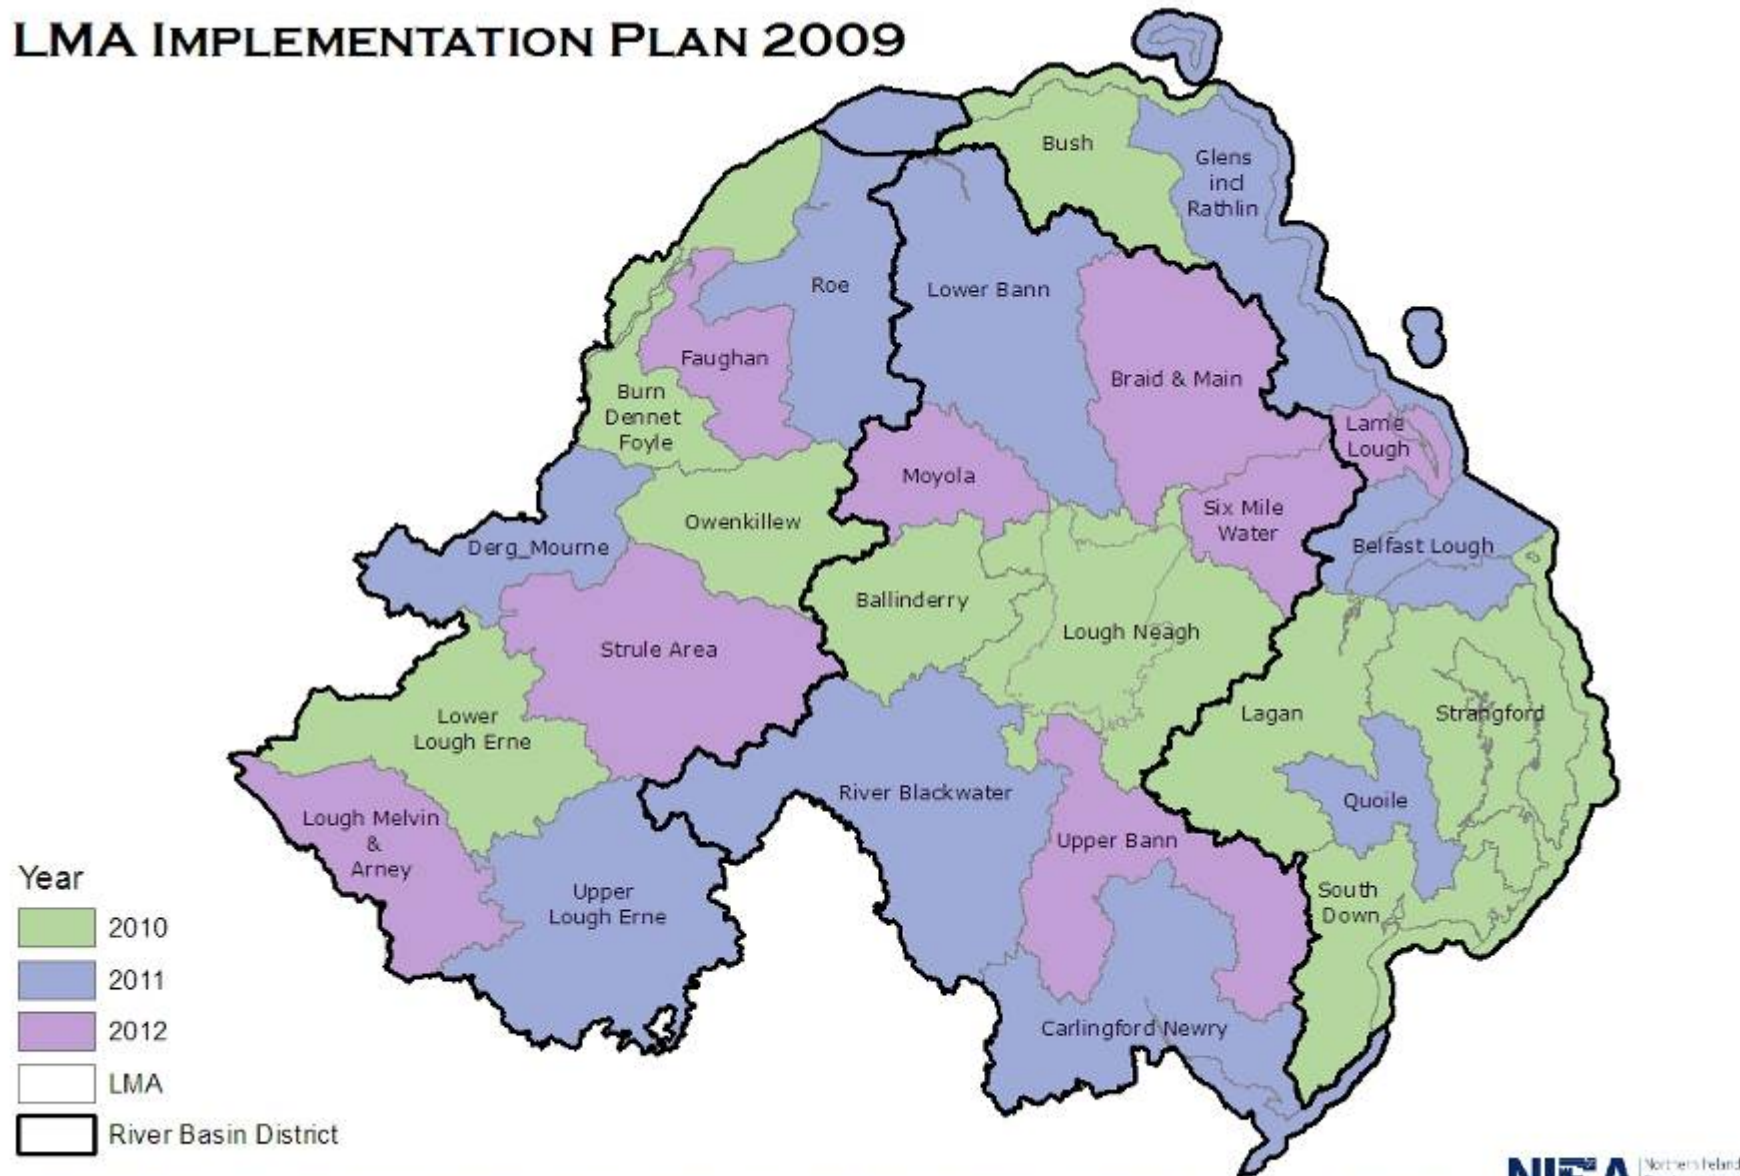 LMA IMPLEMENTATION PLAN 2009
Bush
Glens
incl
Rathlin
Roe
Lower Bann
Faughan
Braid & Main
Burn
Dennet
Foyle
Larne
Lough
Moyola
Six Mile
Water
Owenkillew
Derg_Mourne
Belfast Lough
Ballinderry
Lough Neagh
Strule Area
Lower
Lough Erne
Lagan
Strangford
River Blackwater
Quoile
Lough Melvin
&
Arney
Upper Bann
Upper
Lough Erne
South
Down
Carlingford Newry
Year
2010
2011
2012
LMA
River Basin District
Northern Ireland